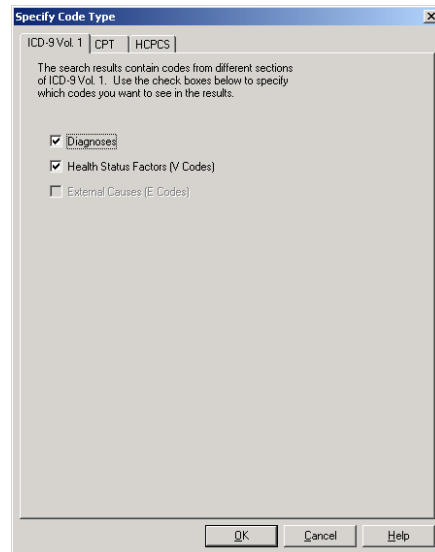 Specify Code Type
ICD-9 Vol. 1 CPT HCPCS
The search results contain codes from different sections
of ICD-9 Vol. 1. Use the check boxes below to specify
which codes you want to see in the results.
Diagnoses
Health Status Factors (V Codes)
External Causes (E Codes)
OK Cancel Help